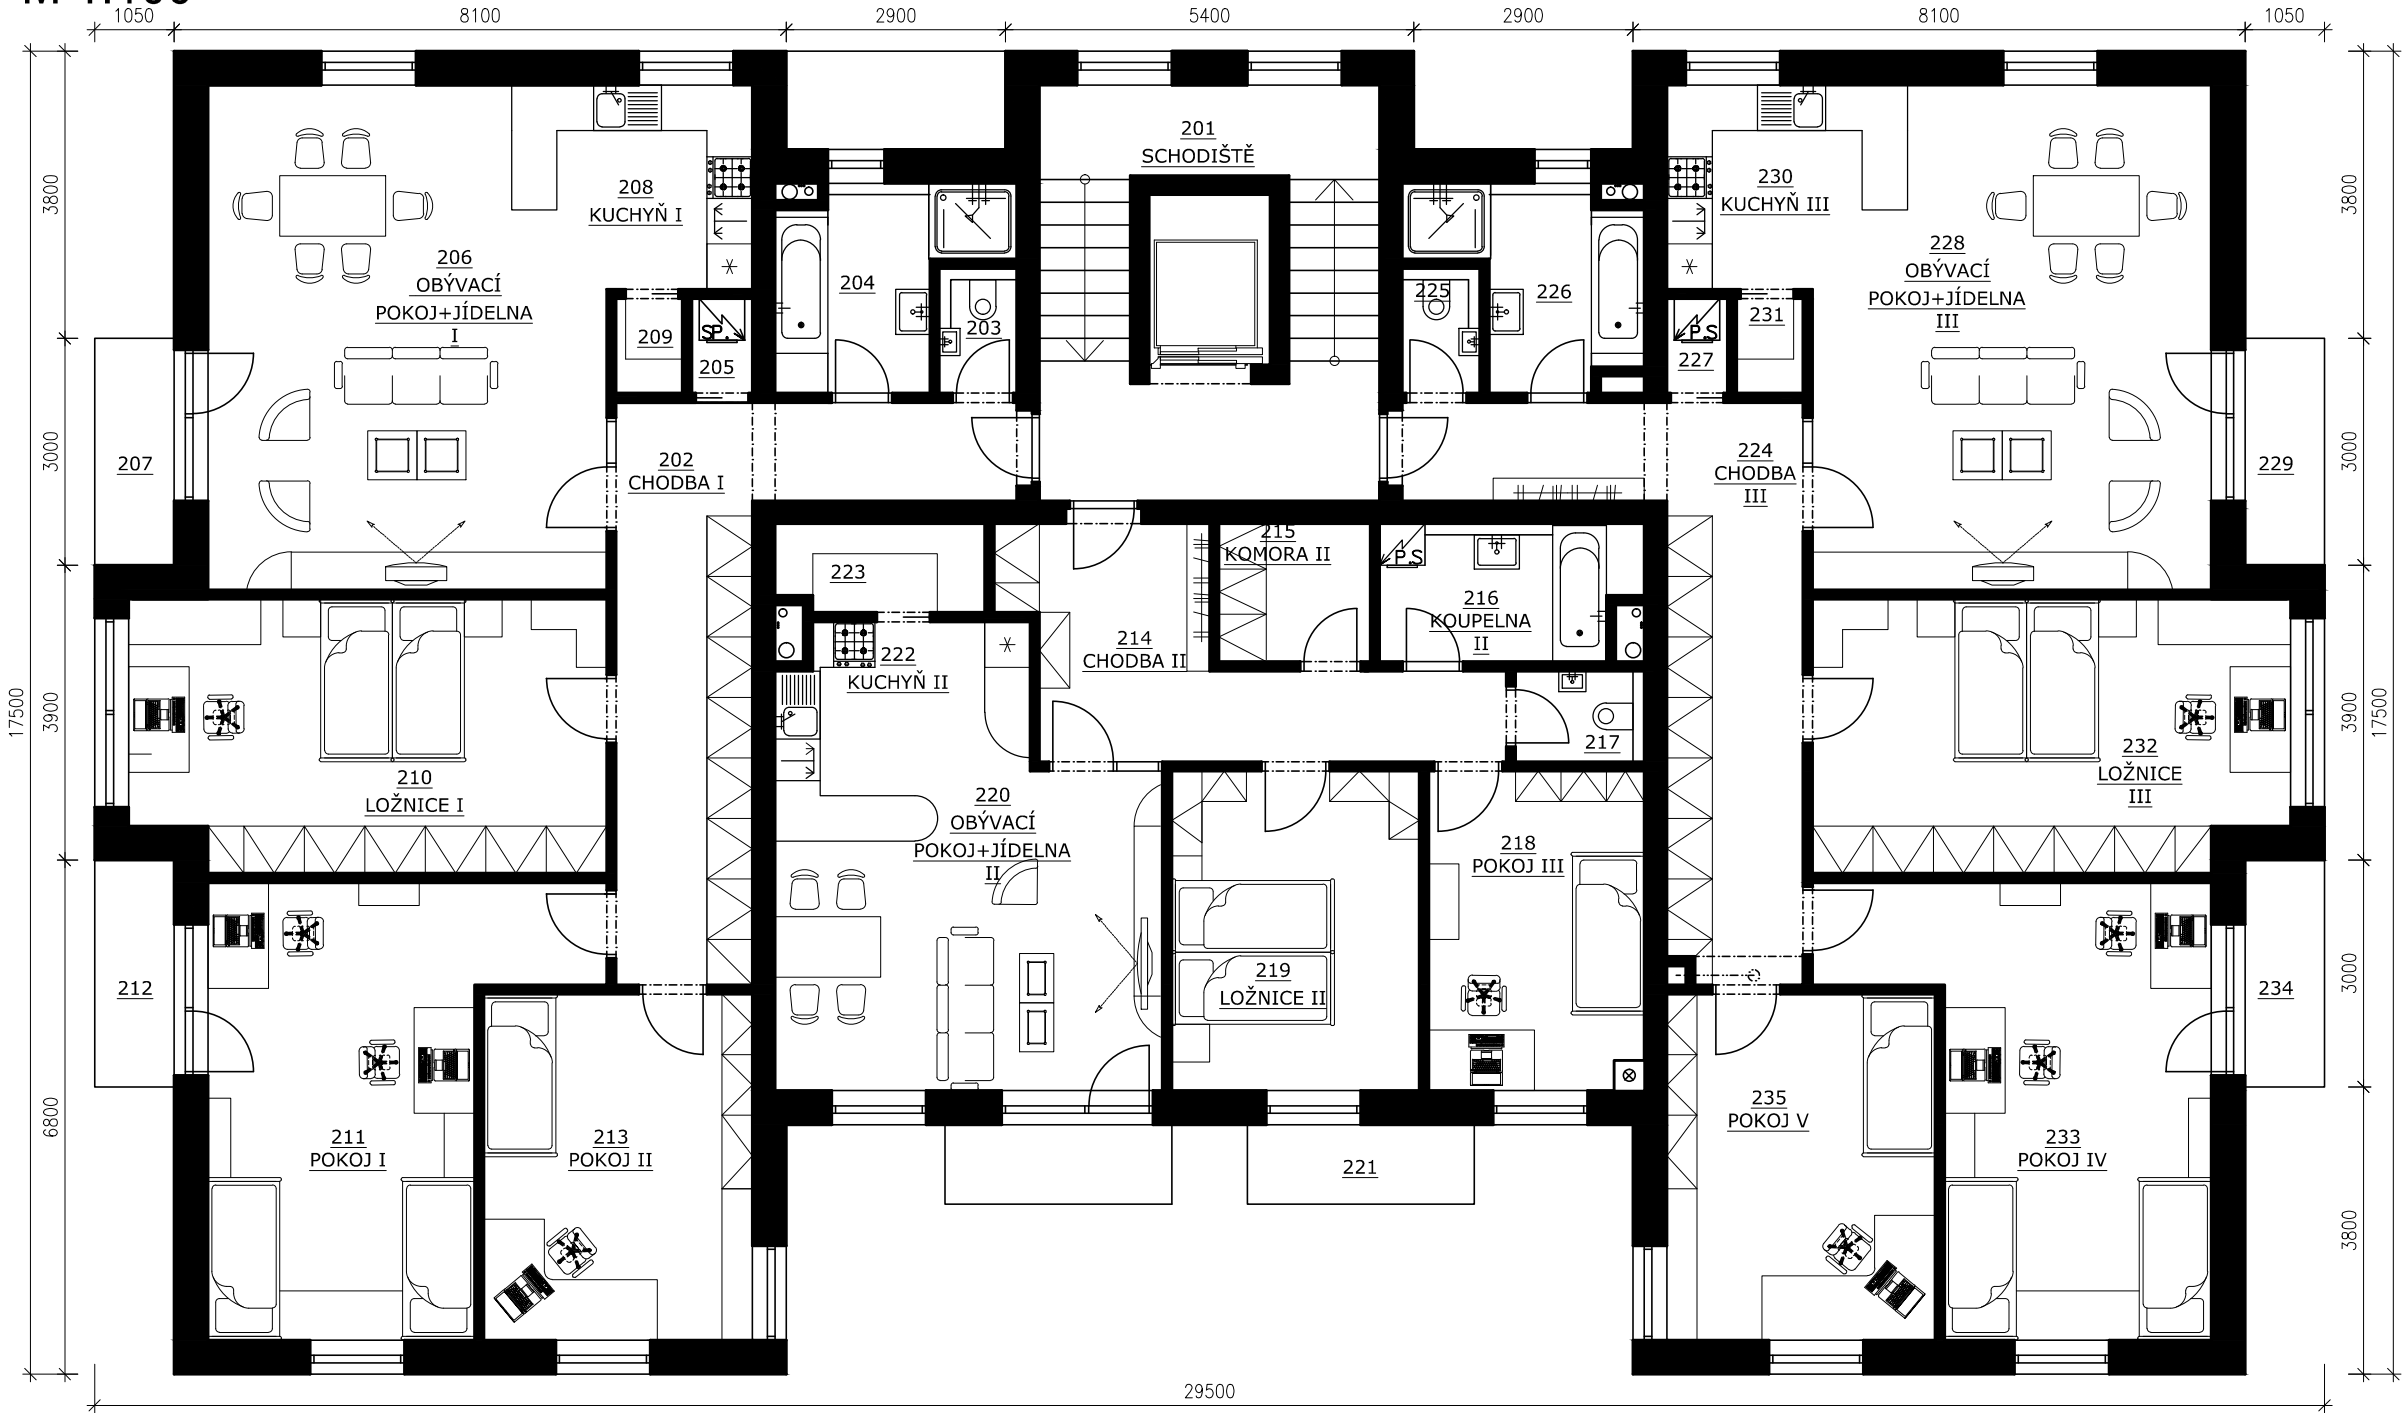 1050
8100
2900
5400
2900
8100
1050
201
SCHODIŠTĚ
208
KUCHYŇ I
230
KUCHYŇ III
3800
3800
206
OBÝVACÍ
POKOJ+JÍDELNA
I
228
OBÝVACÍ
POKOJ+JÍDELNA
III
204
203
225
226
209
205
227
231
S.P.
P.S
207
3000
202
CHODBA I
224
CHODBA
III
229
3000
223
215
KOMORA II
P.S
216
KOUPELNA
II
214
CHODBA II
222
KUCHYŇ II
217
17500
3900
3900
17500
210
LOŽNICE I
220
OBÝVACÍ
POKOJ+JÍDELNA
II
218
POKOJ III
232
LOŽNICE
III
219
LOŽNICE II
212
234
3000
6800
211
POKOJ I
213
POKOJ II
221
235
POKOJ V
233
POKOJ IV
3800
29500